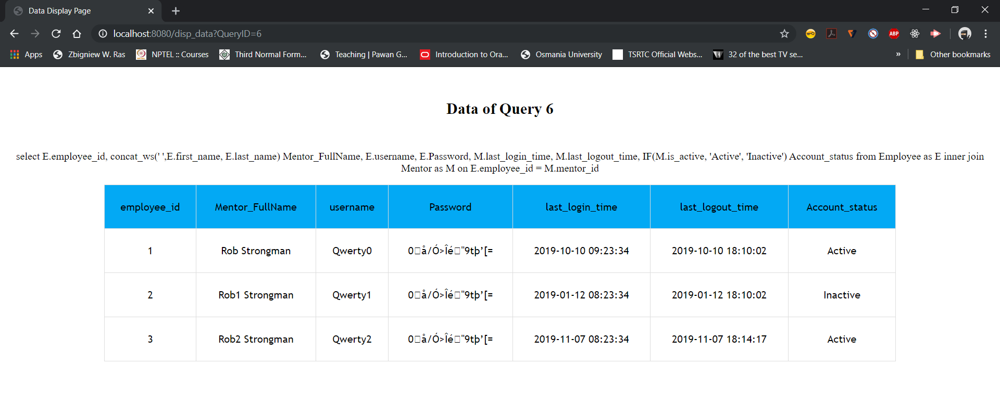 Data Display Page
localhost:8080/disp_data?QueryID=6
ABP
Apps Zbigniew W. Ras NPTEL :: Courses Third Normal Form... Teaching | Pawan G... Introduction to Ora... Osmania University TSRTC Official Webs... 32 of the best TV se... » Other bookmarks
Data of Query 6
select E.employee_id, concat_ws(' ',E.first_name, E.last_name) Mentor_FullName, E.username, E.Password, M.last_login_time, M.last_logout_time, IF(M.is_active, 'Active', 'Inactive') Account_status from Employee as E inner join
Mentor as M on E.employee_id = M.mentor_id
employee_id Mentor_FullName username Password last_login_time last_logout_time Account_status
1 Rob Strongman Qwerty0 0□å/Ó>Îé□"9tþ’[= 2019-10-10 09:23:34 2019-10-10 18:10:02 Active
2 Rob1 Strongman Qwerty1 0□å/Ó>Îé□"9tþ’[= 2019-01-12 08:23:34 2019-01-12 18:10:02 Inactive
3 Rob2 Strongman Qwerty2 0□å/Ó>Îé□"9tþ’[= 2019-11-07 08:23:34 2019-11-07 18:14:17 Active